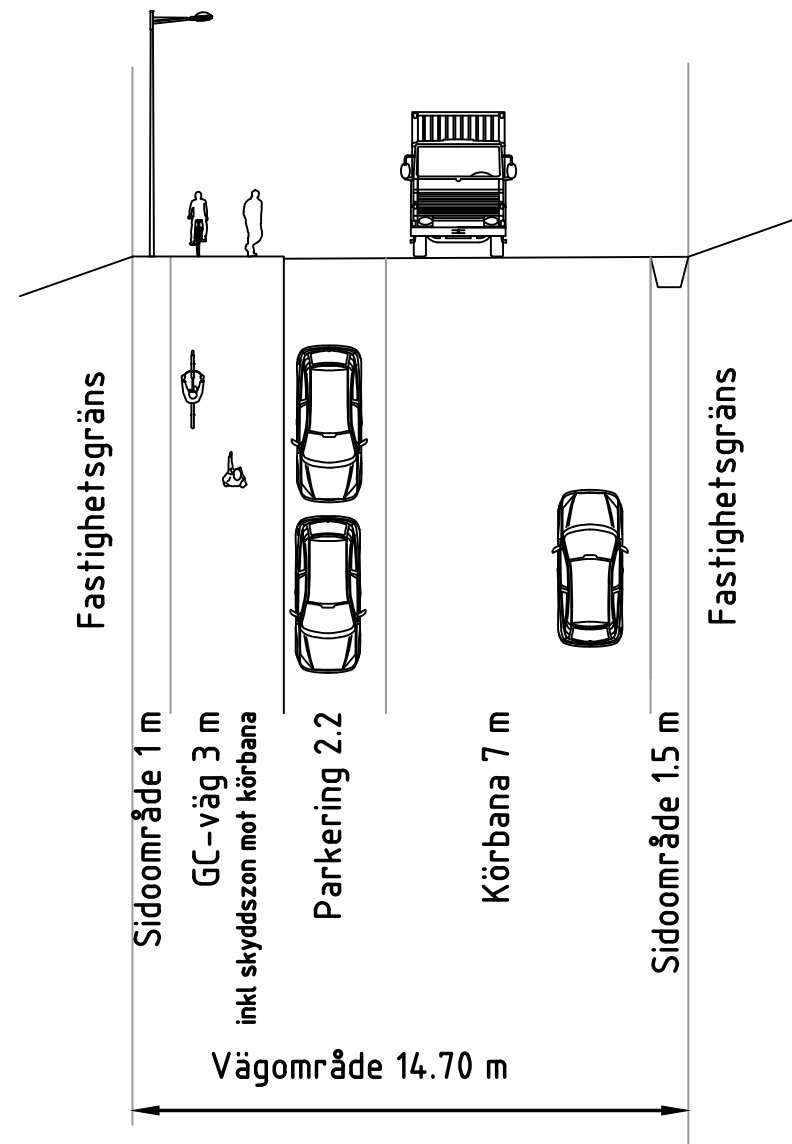 Fastighetsgräns
Fastighetsgräns
Sidoområde 1 m
GC-väg 3 m
inkl skyddszon mot körbana
Parkering 2.2
Körbana 7 m
Sidoområde 1.5 m
Vägområde 14.70 m